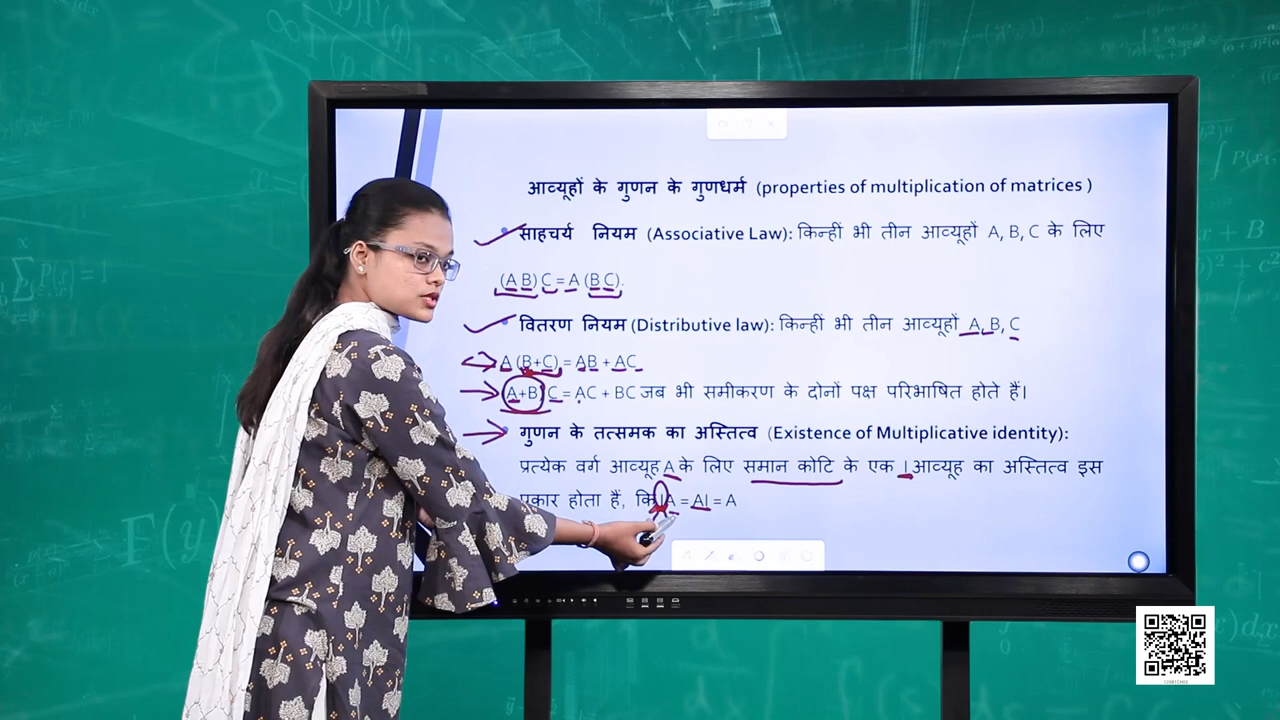 आव्यूहों के गुणन के गुणधर्म (properties of multiplication of matrices )
साहचर्य नियम (Associative Law): किन्हीं भी तीन आव्यूहों A, B, C के लिए
(A B) C = A (B C).
वितरण नियम (Distributive law): किन्हीं भी तीन आव्यूहों A, B, C
A (B+C) = AB + AC
(A+B) C = AC + BC जब भी समीकरण के दोनों पक्ष परिभाषित होते हैं।
गुणन के तत्समक का अस्तित्व (Existence of Multiplicative identity):
प्रत्येक वर्ग आव्यूह A के लिए समान कोटि के एक I आव्यूह का अस्तित्व इस
प्रकार होता हैं, कि IA = AI = A